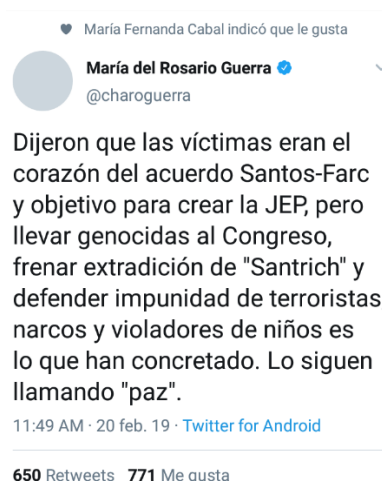 María Fernanda Cabal indicó que le gusta
María del Rosario Guerra
@charoguerra
Dijeron que las víctimas eran el
corazón del acuerdo Santos-Farc
y objetivo para crear la JEP, pero
llevar genocidas al Congreso,
frenar extradición de "Santrich" y
defender impunidad de terroristas
narcos y violadores de niños es
lo que han concretado. Lo siguen
llamando "paz".
11:49 AM · 20 feb. 19 · Twitter for Android
650 Retweets 771 Me gusta